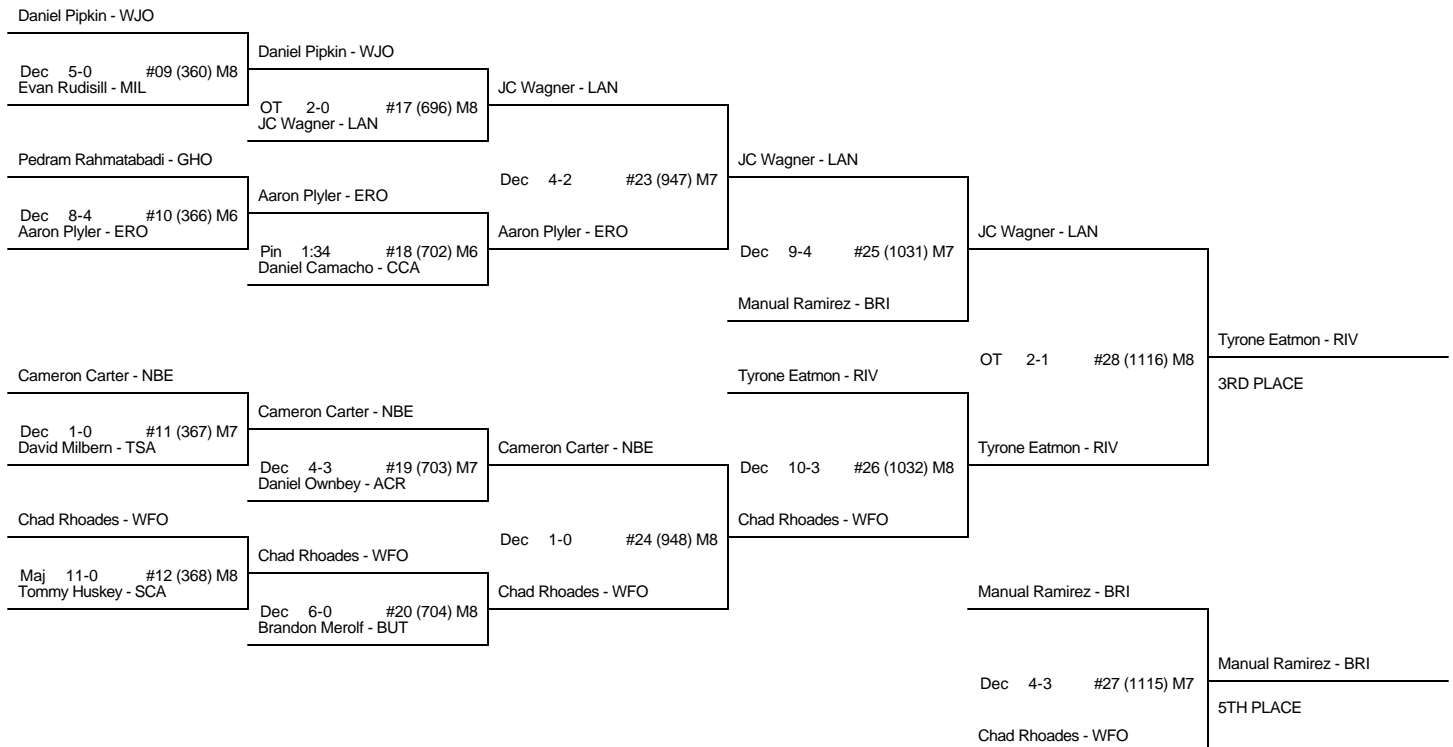 Daniel Pipkin - WJO
Dec 5-0 #09 (360) M8
Evan Rudisill - MIL
Pedram Rahmatabadi - GHO
Dec 8-4 #10 (366) M6
Aaron Plyler - ERO
Cameron Carter - NBE
Dec 1-0 #11 (367) M7
David Milbern - TSA
Chad Rhoades - WFO
Maj 11-0 #12 (368) M8
Tommy Huskey - SCA
Daniel Pipkin - WJO
OT 2-0 #17 (696) M8
JC Wagner - LAN
Aaron Plyler - ERO
Pin 1:34 #18 (702) M6
Daniel Camacho - CCA
Cameron Carter - NBE
Dec 4-3 #19 (703) M7
Daniel Ownbey - ACR
Chad Rhoades - WFO
Dec 6-0 #20 (704) M8
Brandon Merolf - BUT
JC Wagner - LAN
Dec 4-2 #23 (947) M7
Aaron Plyler - ERO
Cameron Carter - NBE
Dec 1-0 #24 (948) M8
Chad Rhoades - WFO
JC Wagner - LAN
Dec 9-4 #25 (1031) M7
Manual Ramirez - BRI
Tyrone Eatmon - RIV
Dec 10-3 #26 (1032) M8
Chad Rhoades - WFO
JC Wagner - LAN
OT 2-1 #28 (1116) M8
Tyrone Eatmon - RIV
Manual Ramirez - BRI
Dec 4-3 #27 (1115) M7
Chad Rhoades - WFO
Tyrone Eatmon - RIV
3RD PLACE
Manual Ramirez - BRI
5TH PLACE